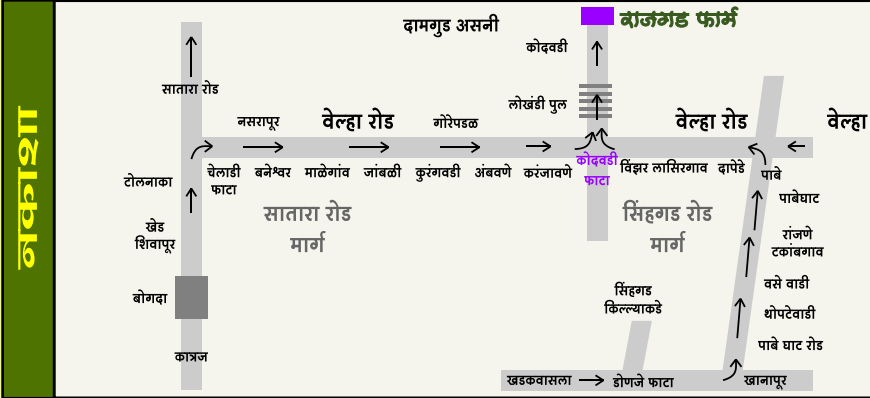 नकाशा
दामगुड असनी
राजगड फार्म
कोदवडी
सातारा रोड
लोखंडी पुल
नसरापूर
वेल्हा रोड
गोरेपडळ
वेल्हा रोड
वेल्हा
चेलाडी
फाटा
बनेश्वर
माळेगांव
जांबळी
कुरंगवडी
अंबवणे
करंजावणे
कोदवडी
फाटा
विंझर लासिरगाव
दापेडे
पाबे
टोलनाका
पाबेघाट
सातारा रोड
मार्ग
सिंहगड रोड
मार्ग
खेड
शिवापूर
रांजणे
टकांबगाव
वसे वाडी
बोगदा
सिंहगड
किल्ल्याकडे
थोपटेवाडी
पाबे घाट रोड
कात्रज
खडकवासला
डोणजे फाटा
खानापूर